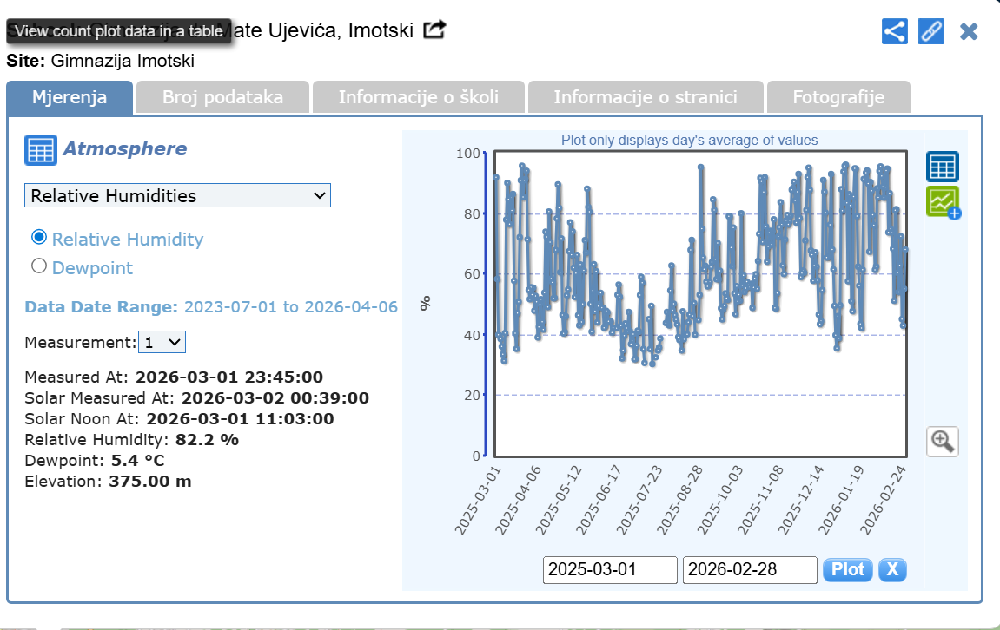 View count plot data in a table
Mate Ujevića, Imotski
Site: Gimnazija Imotski
Mjerenja
Broj podataka
Informacije o školi
Informacije o stranici
Fotografije
Atmosphere
Relative Humidities
Relative Humidity
Dewpoint
Data Date Range: 2023-07-01 to 2026-04-06
Measurement: 1
Measured At: 2026-03-01 23:45:00
Solar Measured At: 2026-03-02 00:39:00
Solar Noon At: 2026-03-01 11:03:00
Relative Humidity: 82.2 %
Dewpoint: 5.4 °C
Elevation: 375.00 m
Plot only displays day's average of values
100
80
60
40
20
0
%
2025-03-01
2025-04-06
2025-05-12
2025-06-17
2025-07-23
2025-08-28
2025-10-03
2025-11-08
2025-12-14
2026-01-19
2026-02-24
2025-03-01
2026-02-28
Plot
X